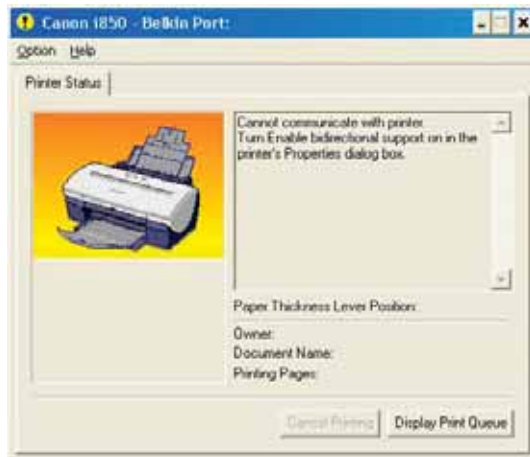 Canon i850 - Belkin Port:
Option Help
Printer Status
Cannot communicate with printer.
Turn Enable bidirectional support on in the
printer's Properties dialog box.
Paper Thickness Lever Position:
Owner:
Document Name:
Printing Pages:
Cancel Printing Display Print Queue